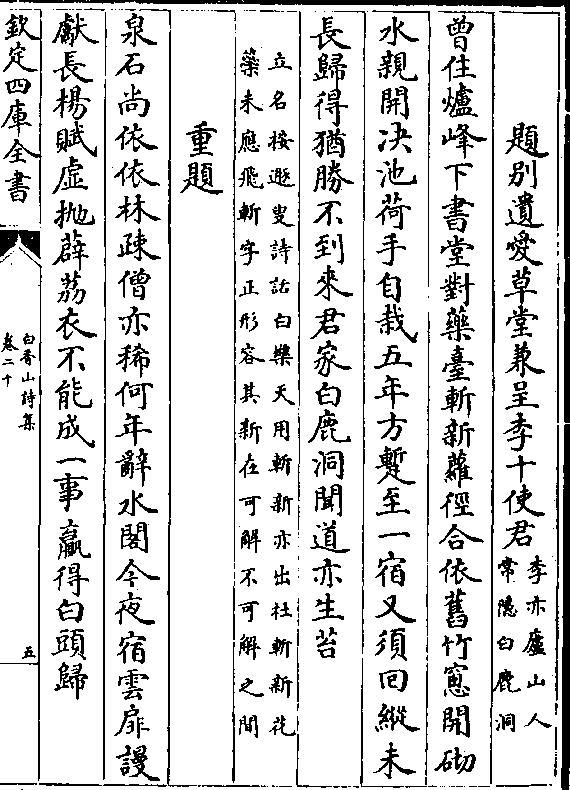 題别遺愛草堂兼呈李十使君李亦廬山人
常隱白鹿洞
曾住爐峰下書堂對藥臺斬新蘿徑合依舊竹窻開砌
水親開决池荷手自栽五年方蹔至一宿又須回縱未
長歸得猶勝不到來君家白鹿洞聞道亦生苔
立名按遯叟詩話白樂天用斬新亦出杜斬新花
蘂未應飛斬字正形容其新在可解不可解之間
重題
泉石尚依依林疎僧亦稀何年辭水閣今夜宿雲扉謾
獻長楊賦虛抛薜荔衣不能成一事贏得白頭歸
欽定四庫全書
白香山詩集
卷二十
五